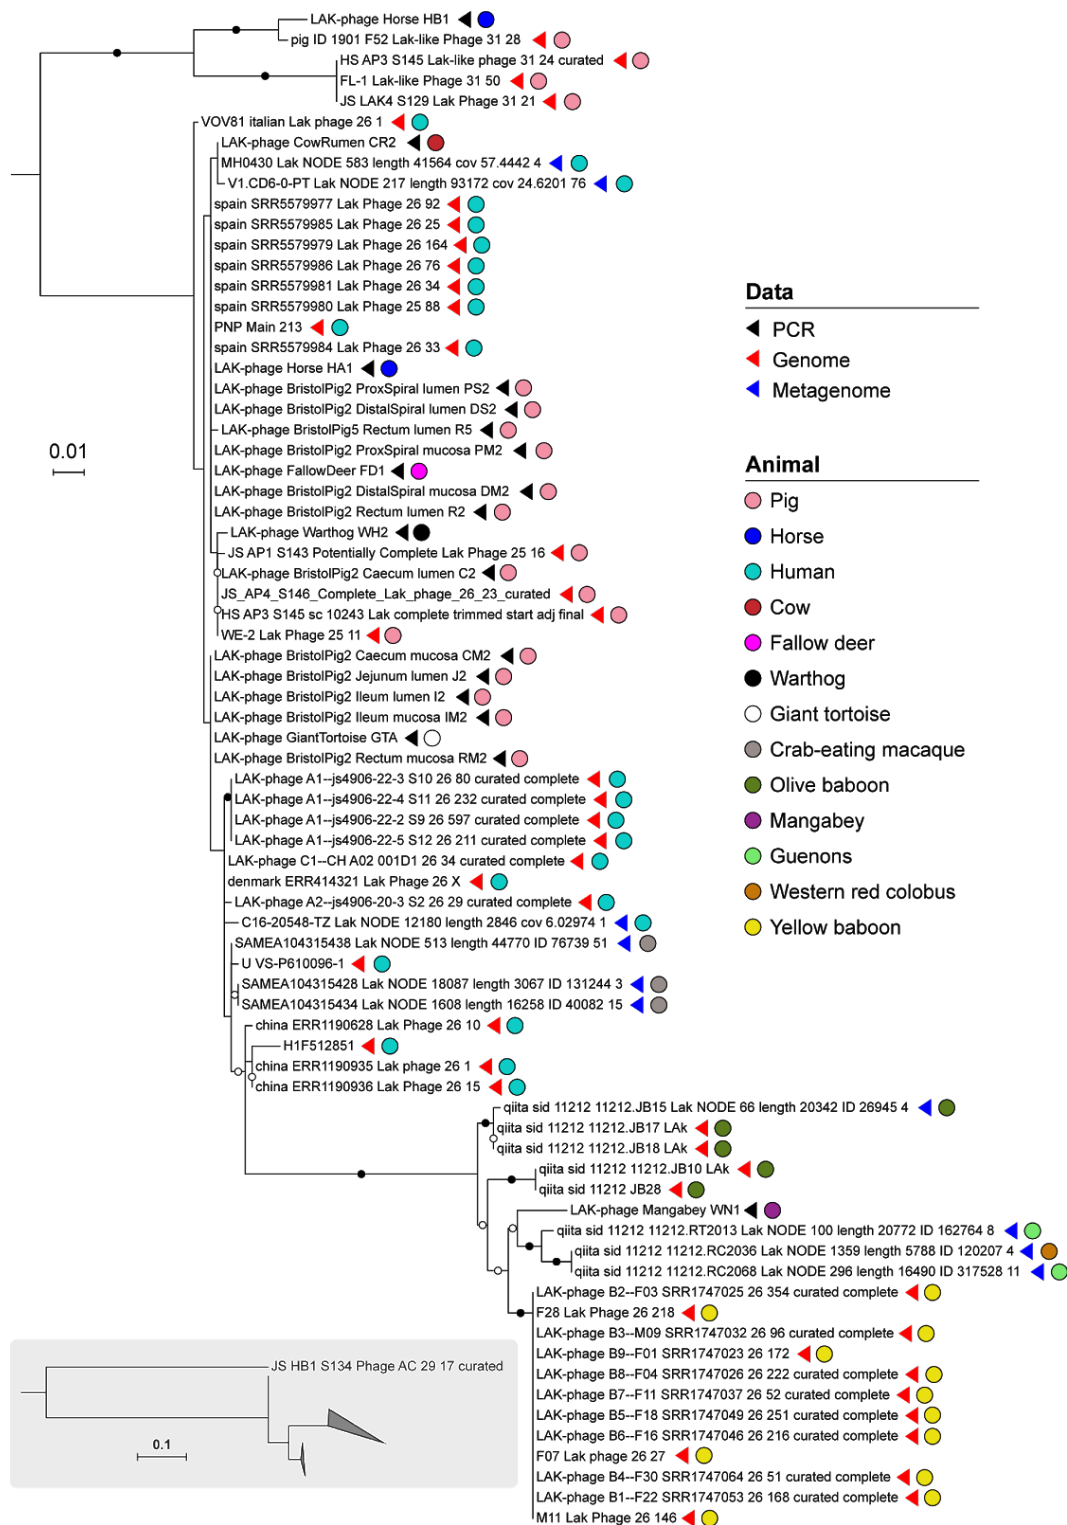 LAK-phage Horse HB1
pig ID 1901 F52 Lak-like Phage 31 28
HS AP3 S145 Lak-like phage 31 24 curated
FL-1 Lak-like Phage 31 50
JS LAK4 S129 Lak Phage 31 21
VOV81 italian Lak phage 26 1
LAK-phage CowRumen CR2
MH0430 Lak NODE 583 length 41564 cov 57.4442 4
V1.CD6-0-PT Lak NODE 217 length 93172 cov 24.6201 76
spain SRR5579977 Lak Phage 26 92
spain SRR5579985 Lak Phage 26 25
spain SRR5579979 Lak Phage 26 164
spain SRR5579986 Lak Phage 26 76
spain SRR5579981 Lak Phage 26 34
spain SRR5579980 Lak Phage 25 88
PNP Main 213
spain SRR5579984 Lak Phage 26 33
LAK-phage Horse HA1
LAK-phage BristolPig2 ProxSpiral lumen PS2
LAK-phage BristolPig2 DistalSpiral lumen DS2
LAK-phage BristolPig5 Rectum lumen R5
LAK-phage BristolPig2 ProxSpiral mucosa PM2
LAK-phage FallowDeer FD1
LAK-phage BristolPig2 DistalSpiral mucosa DM2
LAK-phage BristolPig2 Rectum lumen R2
LAK-phage Warthog WH2
JS AP1 S143 Potentially Complete Lak Phage 25 16
LAK-phage BristolPig2 Caecum lumen C2
JS_AP4_S146_Complete_Lak_phage_26_23_curated
HS AP3 S145 sc 10243 Lak complete trimmed start adj final
WE-2 Lak Phage 25 11
LAK-phage BristolPig2 Caecum mucosa CM2
LAK-phage BristolPig2 Jejunum lumen J2
LAK-phage BristolPig2 Ileum lumen I2
LAK-phage BristolPig2 Ileum mucosa IM2
LAK-phage GiantTortoise GTA
LAK-phage BristolPig2 Rectum mucosa RM2
LAK-phage A1--js4906-22-3 S10 26 80 curated complete
LAK-phage A1--js4906-22-4 S11 26 232 curated complete
LAK-phage A1--js4906-22-2 S9 26 597 curated complete
LAK-phage A1--js4906-22-5 S12 26 211 curated complete
LAK-phage C1--CH A02 001D1 26 34 curated complete
denmark ERR414321 Lak Phage 26 X
LAK-phage A2--js4906-20-3 S2 26 29 curated complete
C16-20548-TZ Lak NODE 12180 length 2846 cov 6.02974 1
SAMEA104315438 Lak NODE 513 length 44770 ID 76739 51
U VS-P610096-1
SAMEA104315428 Lak NODE 18087 length 3067 ID 131244 3
SAMEA104315434 Lak NODE 1608 length 16258 ID 40082 15
china ERR1190628 Lak Phage 26 10
H1F512851
china ERR1190935 Lak phage 26 1
china ERR1190936 Lak Phage 26 15
qiita sid 11212 11212.JB15 Lak NODE 66 length 20342 ID 26945 4
qiita sid 11212 11212.JB17 LAk
qiita sid 11212 11212.JB18 LAk
qiita sid 11212 11212.JB10 LAk
qiita sid 11212 JB28
LAK-phage Mangabey WN1
qiita sid 11212 11212.RT2013 Lak NODE 100 length 20772 ID 162764 8
qiita sid 11212 11212.RC2036 Lak NODE 1359 length 5788 ID 120207 4
qiita sid 11212 11212.RC2068 Lak NODE 296 length 16490 ID 317528 11
LAK-phage B2--F03 SRR1747025 26 354 curated complete
F28 Lak Phage 26 218
LAK-phage B3--M09 SRR1747032 26 96 curated complete
LAK-phage B9--F01 SRR1747023 26 172
LAK-phage B8--F04 SRR1747026 26 222 curated complete
LAK-phage B7--F11 SRR1747037 26 52 curated complete
LAK-phage B5--F18 SRR1747049 26 251 curated complete
LAK-phage B6--F16 SRR1747046 26 216 curated complete
F07 Lak phage 26 27
LAK-phage B4--F30 SRR1747064 26 51 curated complete
LAK-phage B1--F22 SRR1747053 26 168 curated complete
M11 Lak Phage 26 146
0.01
Data
PCR
Genome
Metagenome
Animal
Pig
Horse
Human
Cow
Fallow deer
Warthog
Giant tortoise
Crab-eating macaque
Olive baboon
Mangabey
Guenons
Western red colobus
Yellow baboon
JS HB1 S134 Phage AC 29 17 curated
0.1